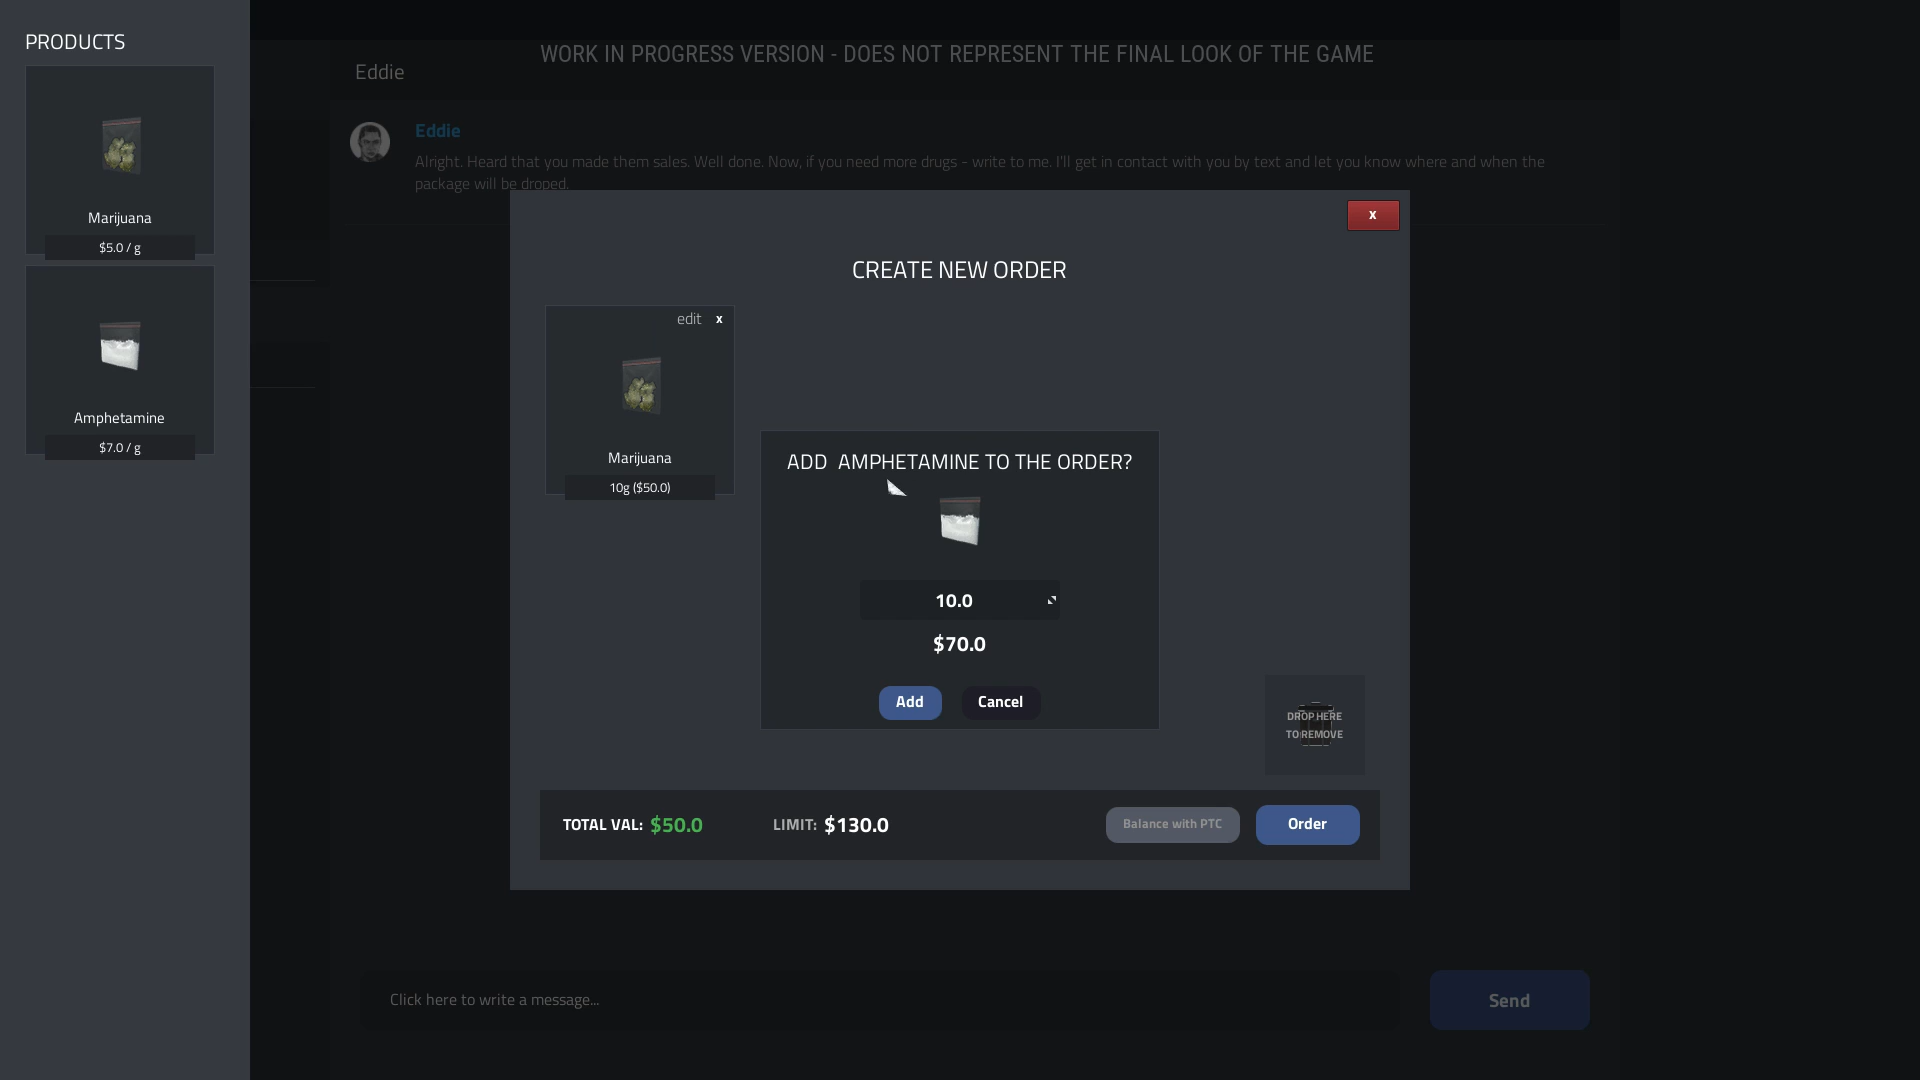 PRODUCTS
Marijuana
$5.0 / g
Amphetamine
$7.0 / g
WORK IN PROGRESS VERSION - DOES NOT REPRESENT THE FINAL LOOK OF THE GAME
Eddie
Eddie
Alright. Heard that you made them sales. Well done. Now, if you need more drugs - write to me. I'll get in contact with you by text and let you know where and when the
package will be droped.
x
CREATE NEW ORDER
edit x
Marijuana
10g ($50.0)
ADD AMPHETAMINE TO THE ORDER?
10.0
$70.0
Add Cancel
DROP HERE
TO REMOVE
TOTAL VAL: $50.0 LIMIT: $130.0 Balance with PTC Order
Click here to write a message... Send